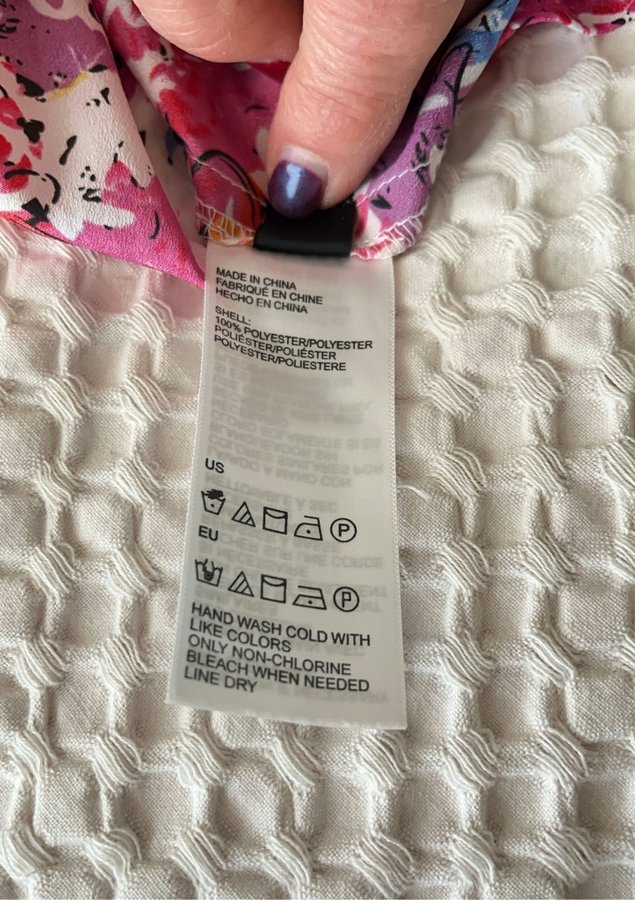 MADE IN CHINA
FABRIQUÉ EN CHINE
HECHO EN CHINA
SHELL:
100% POLYESTER/POLYESTER
POLIÉSTER/POLIÉSTER
POLYESTER/POLIESTERE
US
P
EU
P
HAND WASH COLD WITH
LIKE COLORS
ONLY NON-CHLORINE
BLEACH WHEN NEEDED
LINE DRY